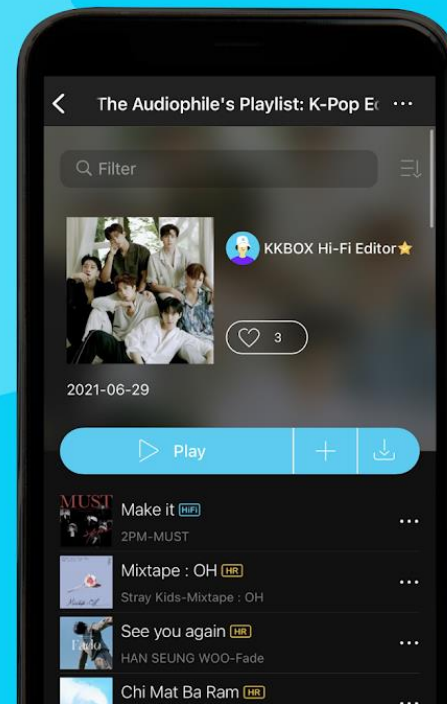 The Audiophile's Playlist: K-Pop E
Filter
KKBOX Hi-Fi Editor
3
2021-06-29
Play
MUST
Make it HiFi
2PM-MUST
Mixtape : OH HR
Stray Kids-Mixtape : OH
Fade
See you again HR
HAN SEUNG WOO-Fade
Chi Mat Ba Ram HR